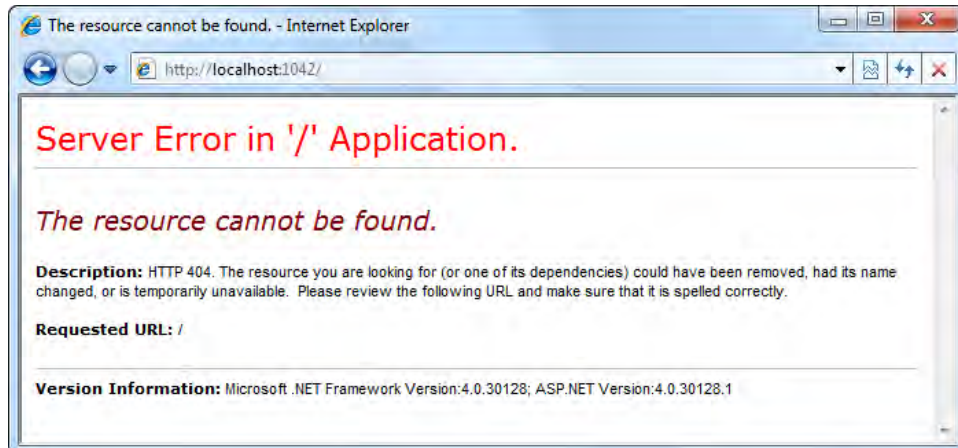 The resource cannot be found. - Internet Explorer
http://localhost:1042/
Server Error in '/' Application.
The resource cannot be found.
Description: HTTP 404. The resource you are looking for (or one of its dependencies) could have been removed, had its name
changed, or is temporarily unavailable.  Please review the following URL and make sure that it is spelled correctly.
Requested URL: /
Version Information: Microsoft .NET Framework Version:4.0.30128; ASP.NET Version:4.0.30128.1